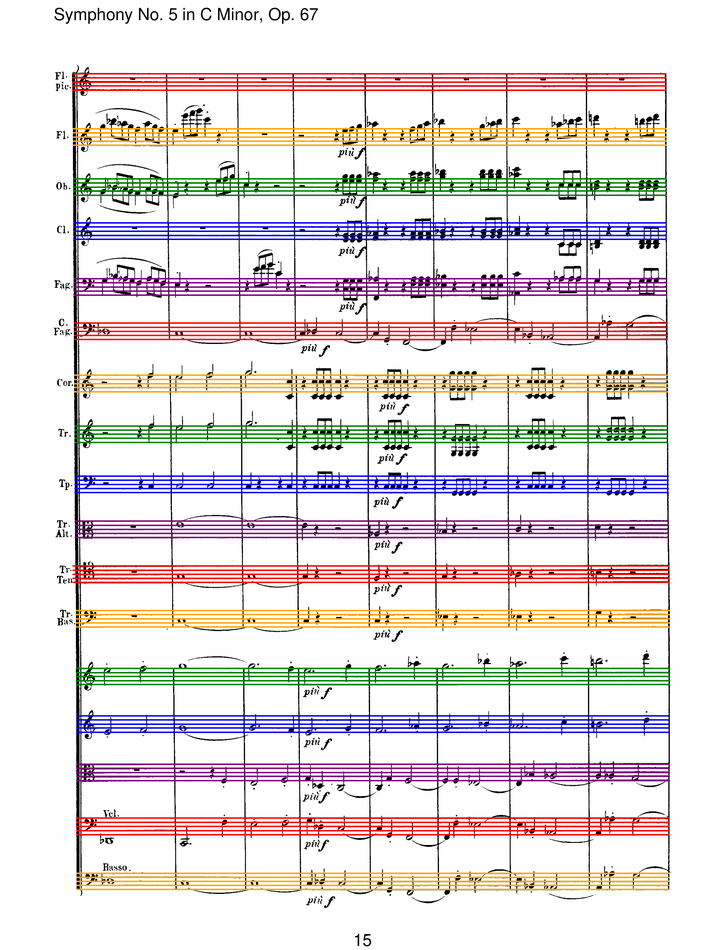 Symphony No. 5 in C Minor, Op. 67
Fl. pic.
Fl.
più f
Ob.
più f
Cl.
più f
Fag.
più f
C. Fag.
più f
Cor.
più f
Tr.
più f
Tp.
Tr. Alt.
più f
Tr. Ten
più f
Tr. Bas.
più f
più f
più f
più f
Vcl.
più f
Basso.
più f
15